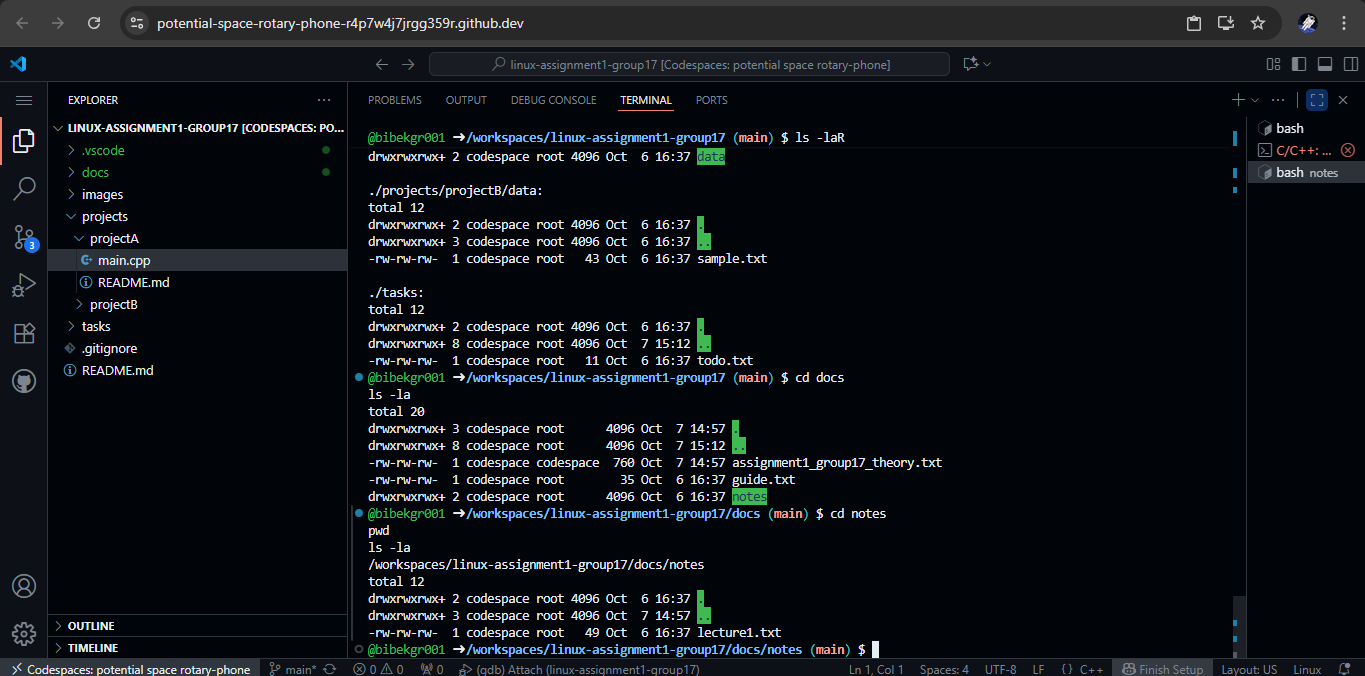 potential-space-rotary-phone-r4p7w4j7jrgg359r.github.dev
linux-assignment1-group17 [Codespaces: potential space rotary-phone]
EXPLORER
LINUX-ASSIGNMENT1-GROUP17 [CODESPACES: PO...
.vscode
docs
images
projects
projectA
main.cpp
README.md
projectB
tasks
.gitignore
README.md
3
OUTLINE
TIMELINE
PROBLEMS OUTPUT DEBUG CONSOLE TERMINAL PORTS
@bibekgr001 ➜/workspaces/linux-assignment1-group17 (main) $ ls -laR
drwxrwxrwx+ 2 codespace root 4096 Oct  6 16:37 data
./projects/projectB/data:
total 12
drwxrwxrwx+ 2 codespace root 4096 Oct  6 16:37 .
drwxrwxrwx+ 3 codespace root 4096 Oct  6 16:37 ..
-rw-rw-rw-  1 codespace root   43 Oct  6 16:37 sample.txt
./tasks:
total 12
drwxrwxrwx+ 2 codespace root 4096 Oct  6 16:37 .
drwxrwxrwx+ 8 codespace root 4096 Oct  7 15:12 ..
-rw-rw-rw-  1 codespace root   11 Oct  6 16:37 todo.txt
@bibekgr001 ➜/workspaces/linux-assignment1-group17 (main) $ cd docs
ls -la
total 20
drwxrwxrwx+ 3 codespace root      4096 Oct  7 14:57 .
drwxrwxrwx+ 8 codespace root      4096 Oct  7 15:12 ..
-rw-rw-rw-  1 codespace codespace  760 Oct  7 14:57 assignment1_group17_theory.txt
-rw-rw-rw-  1 codespace root        35 Oct  6 16:37 guide.txt
drwxrwxrwx+ 2 codespace root      4096 Oct  6 16:37 notes
@bibekgr001 ➜/workspaces/linux-assignment1-group17/docs (main) $ cd notes
pwd
ls -la
/workspaces/linux-assignment1-group17/docs/notes
total 12
drwxrwxrwx+ 2 codespace root 4096 Oct  6 16:37 .
drwxrwxrwx+ 3 codespace root 4096 Oct  7 14:57 ..
-rw-rw-rw-  1 codespace root   49 Oct  6 16:37 lecture1.txt
@bibekgr001 ➜/workspaces/linux-assignment1-group17/docs/notes (main) $
bash
C/C++: ...
bash notes
Codespaces: potential space rotary-phone main* 0 0 0 (gdb) Attach (linux-assignment1-group17) Ln 1, Col 1 Spaces: 4 UTF-8 LF {} C++ Finish Setup Layout: US Linux